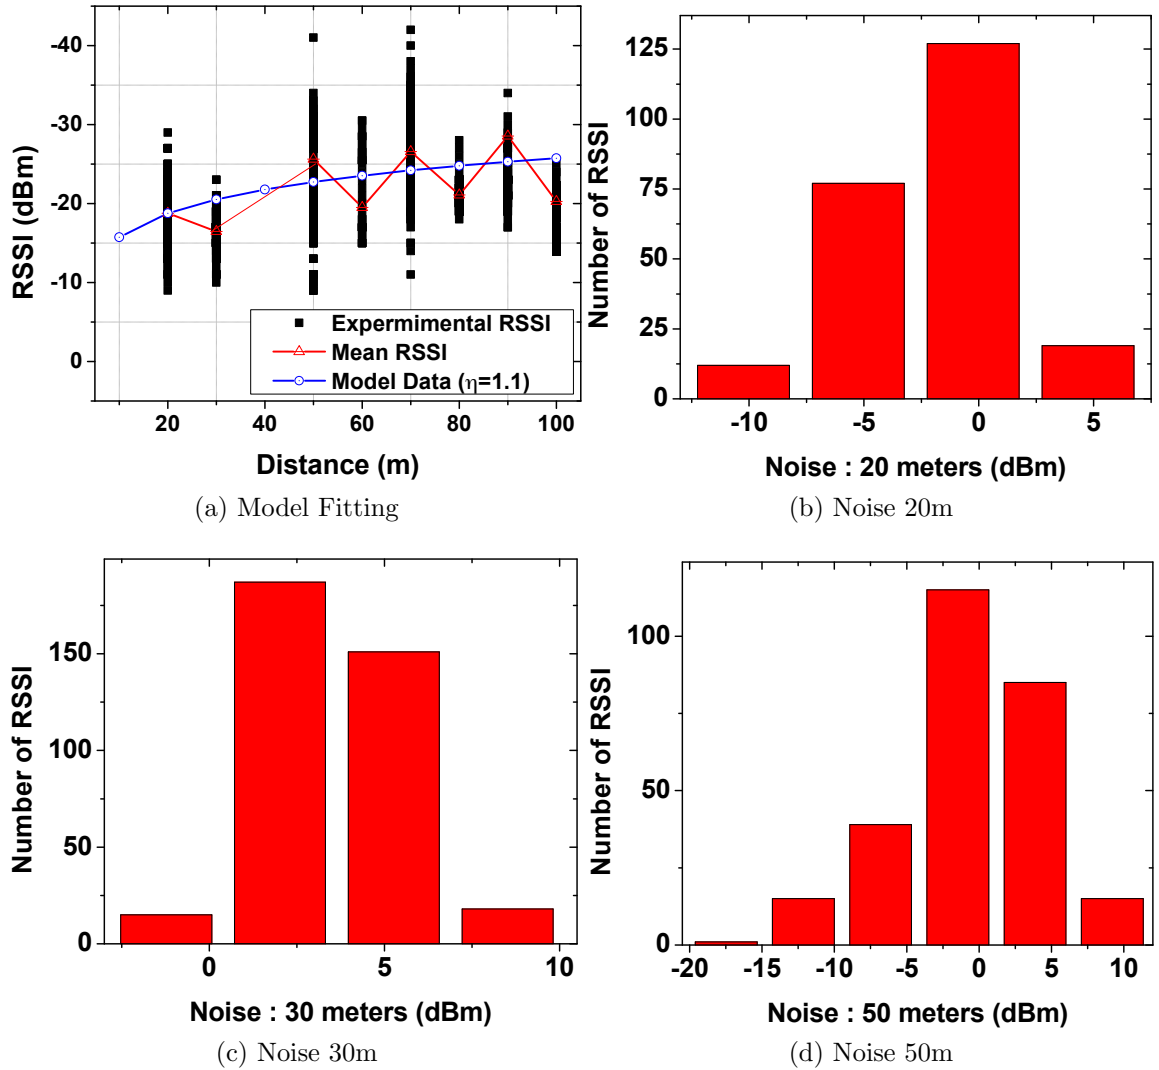 -40
-30
-20
-10
0
RSSI (dBm)
Expermimental RSSI
Mean RSSI
Model Data (η=1.1)
20 40 60 80 100
Distance (m)
(a) Model Fitting
125
75
50
25
0
Number of RSSI
-10 -5 0 5
Noise : 20 meters (dBm)
(b) Noise 20m
150
100
50
0
Number of RSSI
0 5 10
Noise : 30 meters (dBm)
(c) Noise 30m
100
50
0
Number of RSSI
-20 -15 -10 -5 0 5 10
Noise : 50 meters (dBm)
(d) Noise 50m